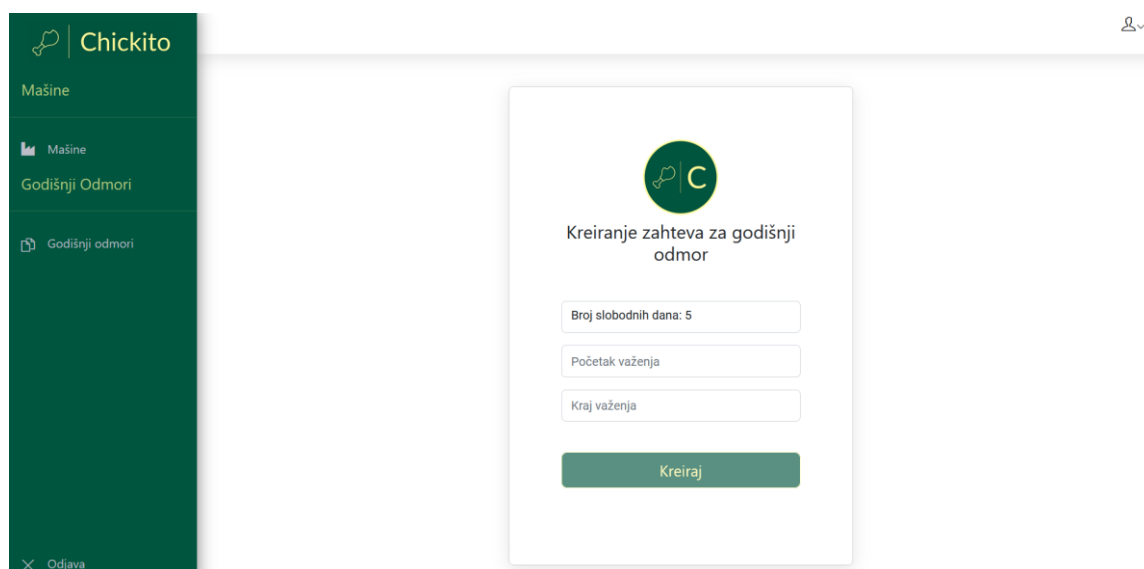 Chickito
Mašine
Mašine
Godišnji Odmori
Godišnji odmori
Odjava
C
Kreiranje zahteva za godišnji
odmor
Broj slobodnih dana: 5
Početak važenja
Kraj važenja
Kreiraj